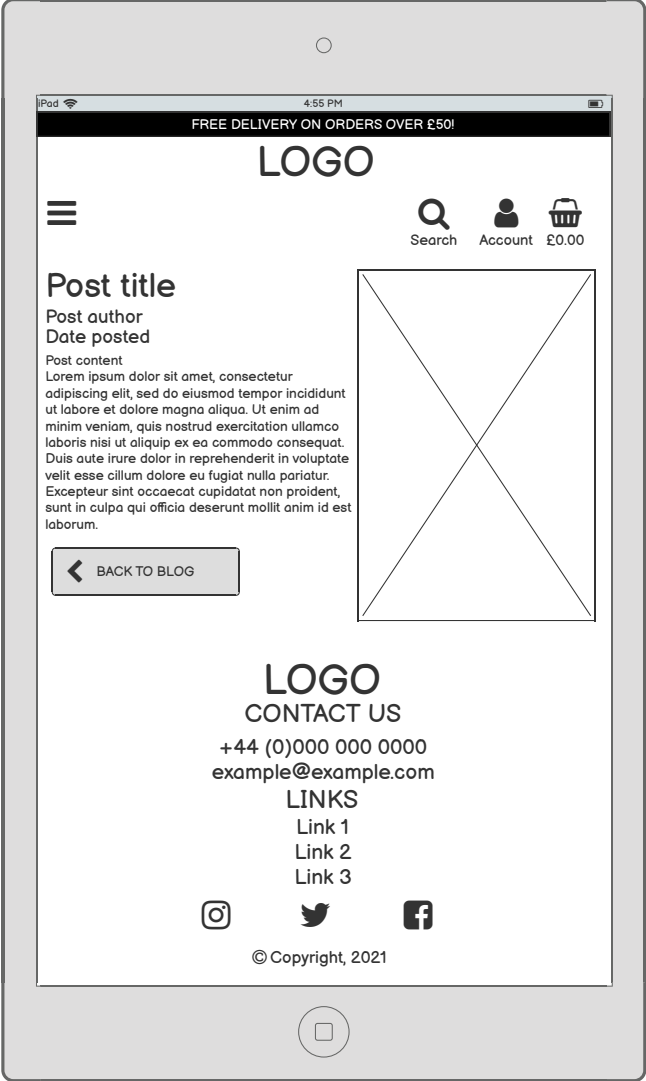 iPad
4:55 PM
FREE DELIVERY ON ORDERS OVER £50!
LOGO
Search
Account
£0.00
Post title
Post author
Date posted
Post content
Lorem ipsum dolor sit amet, consectetur
adipiscing elit, sed do eiusmod tempor incididunt
ut labore et dolore magna aliqua. Ut enim ad
minim veniam, quis nostrud exercitation ullamco
laboris nisi ut aliquip ex ea commodo consequat.
Duis aute irure dolor in reprehenderit in voluptate
velit esse cillum dolore eu fugiat nulla pariatur.
Excepteur sint occaecat cupidatat non proident,
sunt in culpa qui officia deserunt mollit anim id est
laborum.
BACK TO BLOG
LOGO
CONTACT US
+44 (0)000 000 0000
example@example.com
LINKS
Link 1
Link 2
Link 3
© Copyright, 2021